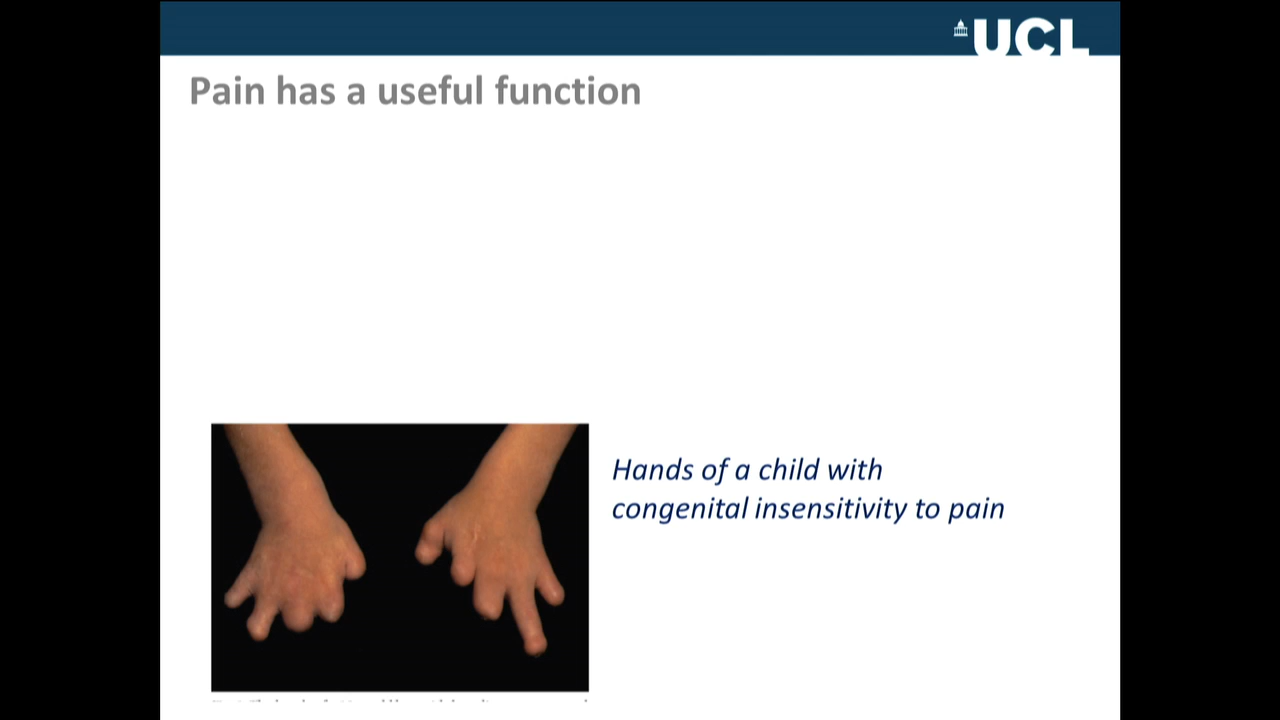 UCL
Pain has a useful function
Hands of a child with
congenital insensitivity to pain